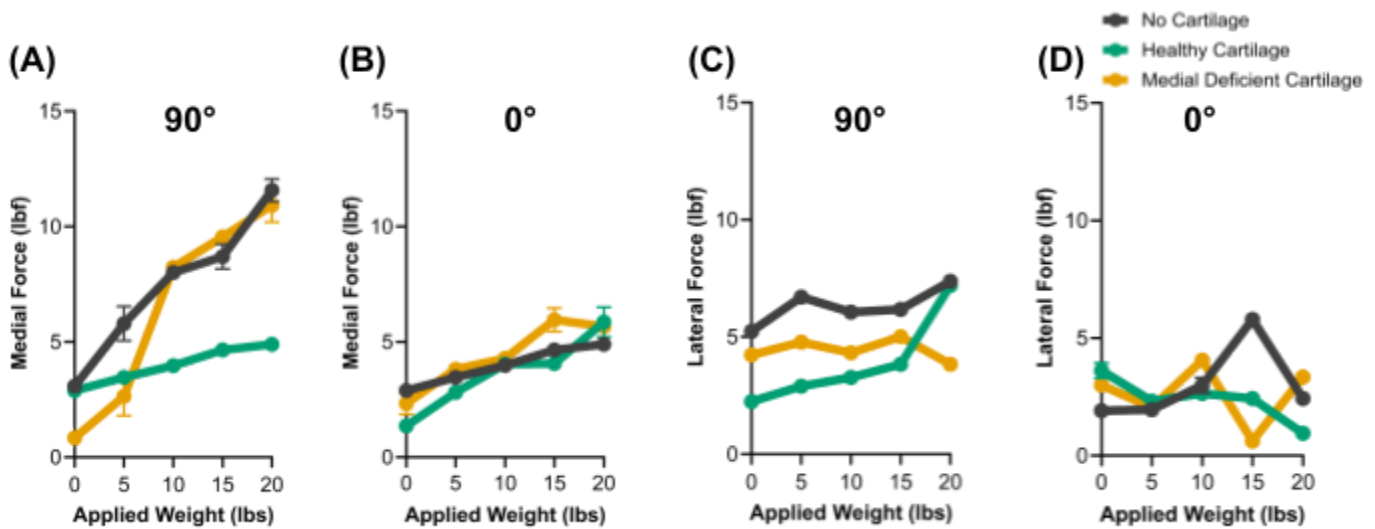 No Cartilage
Healthy Cartilage
Medial Deficient Cartilage
(A)
90°
15
10
5
0
Medial Force (lbf)
0 5 10 15 20
Applied Weight (lbs)
(B)
0°
15
10
5
0
Medial Force (lbf)
0 5 10 15 20
Applied Weight (lbs)
(C)
90°
15
10
5
0
Lateral Force (lbf)
0 5 10 15 20
Applied Weight (lbs)
(D)
0°
15
10
5
0
Lateral Force (lbf)
0 5 10 15 20
Applied Weight (lbs)